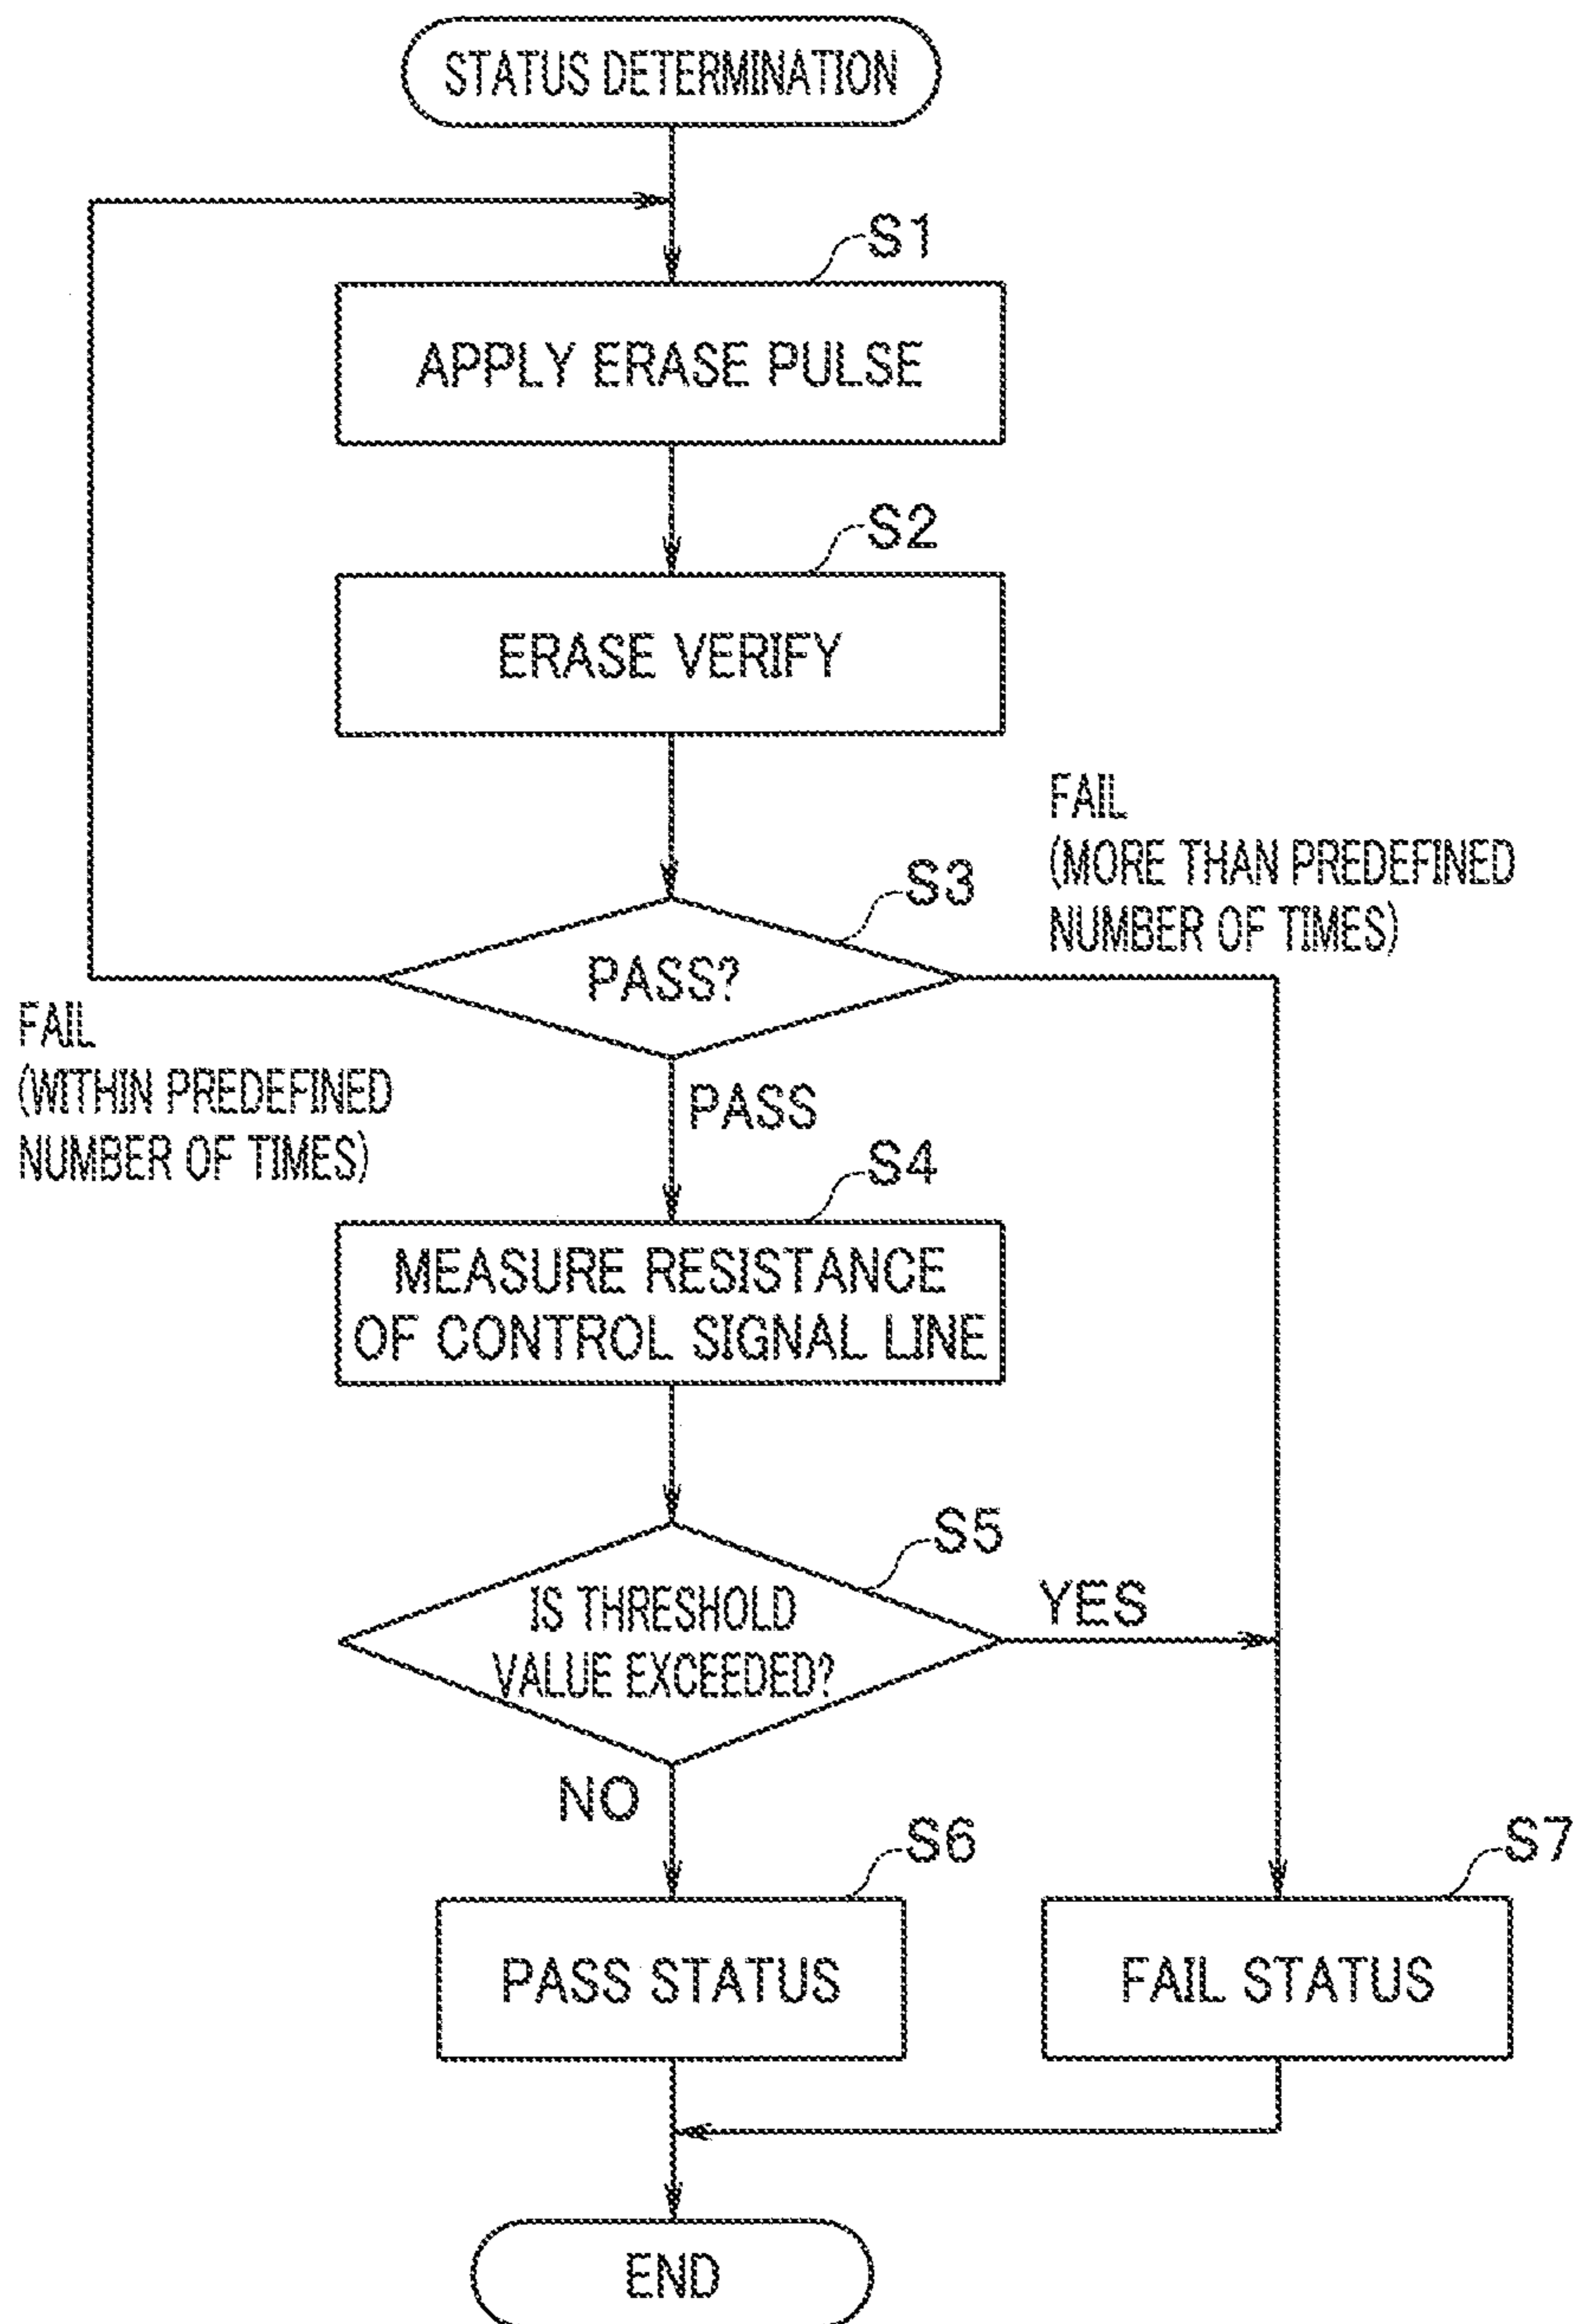 STATUS DETERMINATION
S1
APPLY ERASE PULSE
S2
ERASE VERIFY
FAIL
(MORE THAN PREDEFINED
NUMBER OF TIMES)
S3
PASS?
FAIL
(WITHIN PREDEFINED
NUMBER OF TIMES)
PASS
S4
MEASURE RESISTANCE
OF CONTROL SIGNAL LINE
S5
IS THRESHOLD
VALUE EXCEEDED?
YES
NO
S6
S7
PASS STATUS
FAIL STATUS
END